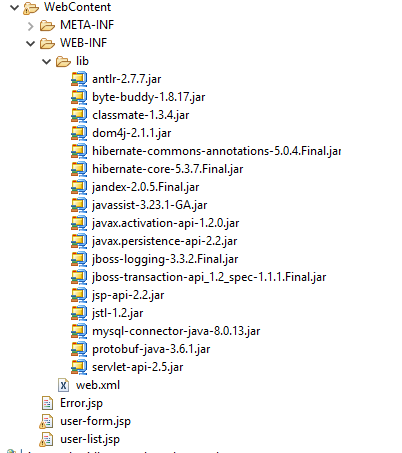 WebContent
META-INF
WEB-INF
lib
antlr-2.7.7.jar
byte-buddy-1.8.17.jar
classmate-1.3.4.jar
dom4j-2.1.1.jar
hibernate-commons-annotations-5.0.4.Final.jar
hibernate-core-5.3.7.Final.jar
jandex-2.0.5.Final.jar
javassist-3.23.1-GA.jar
javax.activation-api-1.2.0.jar
javax.persistence-api-2.2.jar
jboss-logging-3.3.2.Final.jar
jboss-transaction-api_1.2_spec-1.1.1.Final.jar
jsp-api-2.2.jar
jstl-1.2.jar
mysql-connector-java-8.0.13.jar
protobuf-java-3.6.1.jar
servlet-api-2.5.jar
web.xml
Error.jsp
user-form.jsp
user-list.jsp